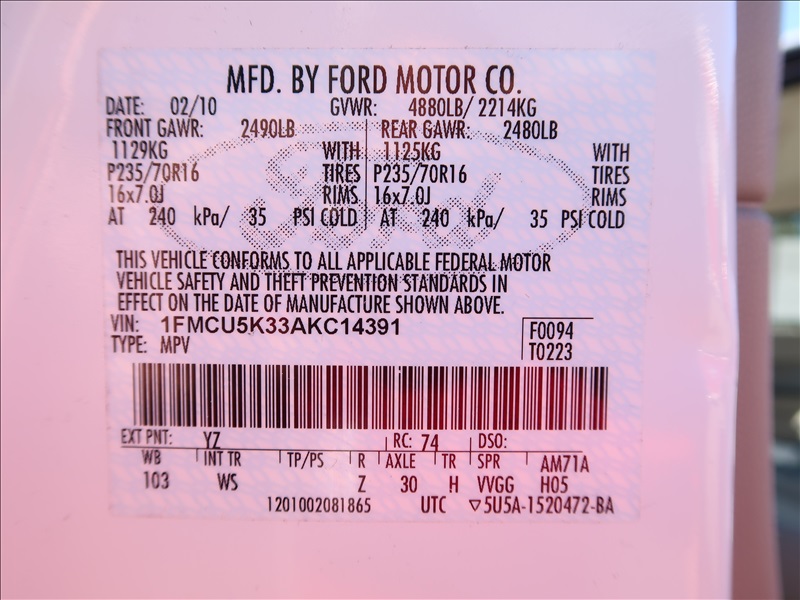 MFD. BY FORD MOTOR CO.
DATE: 02/10 GVWR: 4880LB/ 2214KG
FRONT GAWR: 2490LB REAR GAWR: 2480LB
1129KG WITH 1125KG WITH
P235/70R16 TIRES P235/70R16 TIRES
16x7.0J RIMS 16x7.0J RIMS
AT 240 kPa/ 35 PSI COLD AT 240 kPa/ 35 PSI COLD
THIS VEHICLE CONFORMS TO ALL APPLICABLE FEDERAL MOTOR
VEHICLE SAFETY AND THEFT PREVENTION STANDARDS IN
EFFECT ON THE DATE OF MANUFACTURE SHOWN ABOVE.
VIN: 1FMCU5K33AKC14391 F0094
TYPE: MPV T0223
EXT PNT: YZ RC: 74 DSO:
WB INT TR TP/PS R AXLE TR SPR AM71A
103 WS Z 30 H VVGG H05
1201002081865 UTC ▽5U5A-1520472-BA